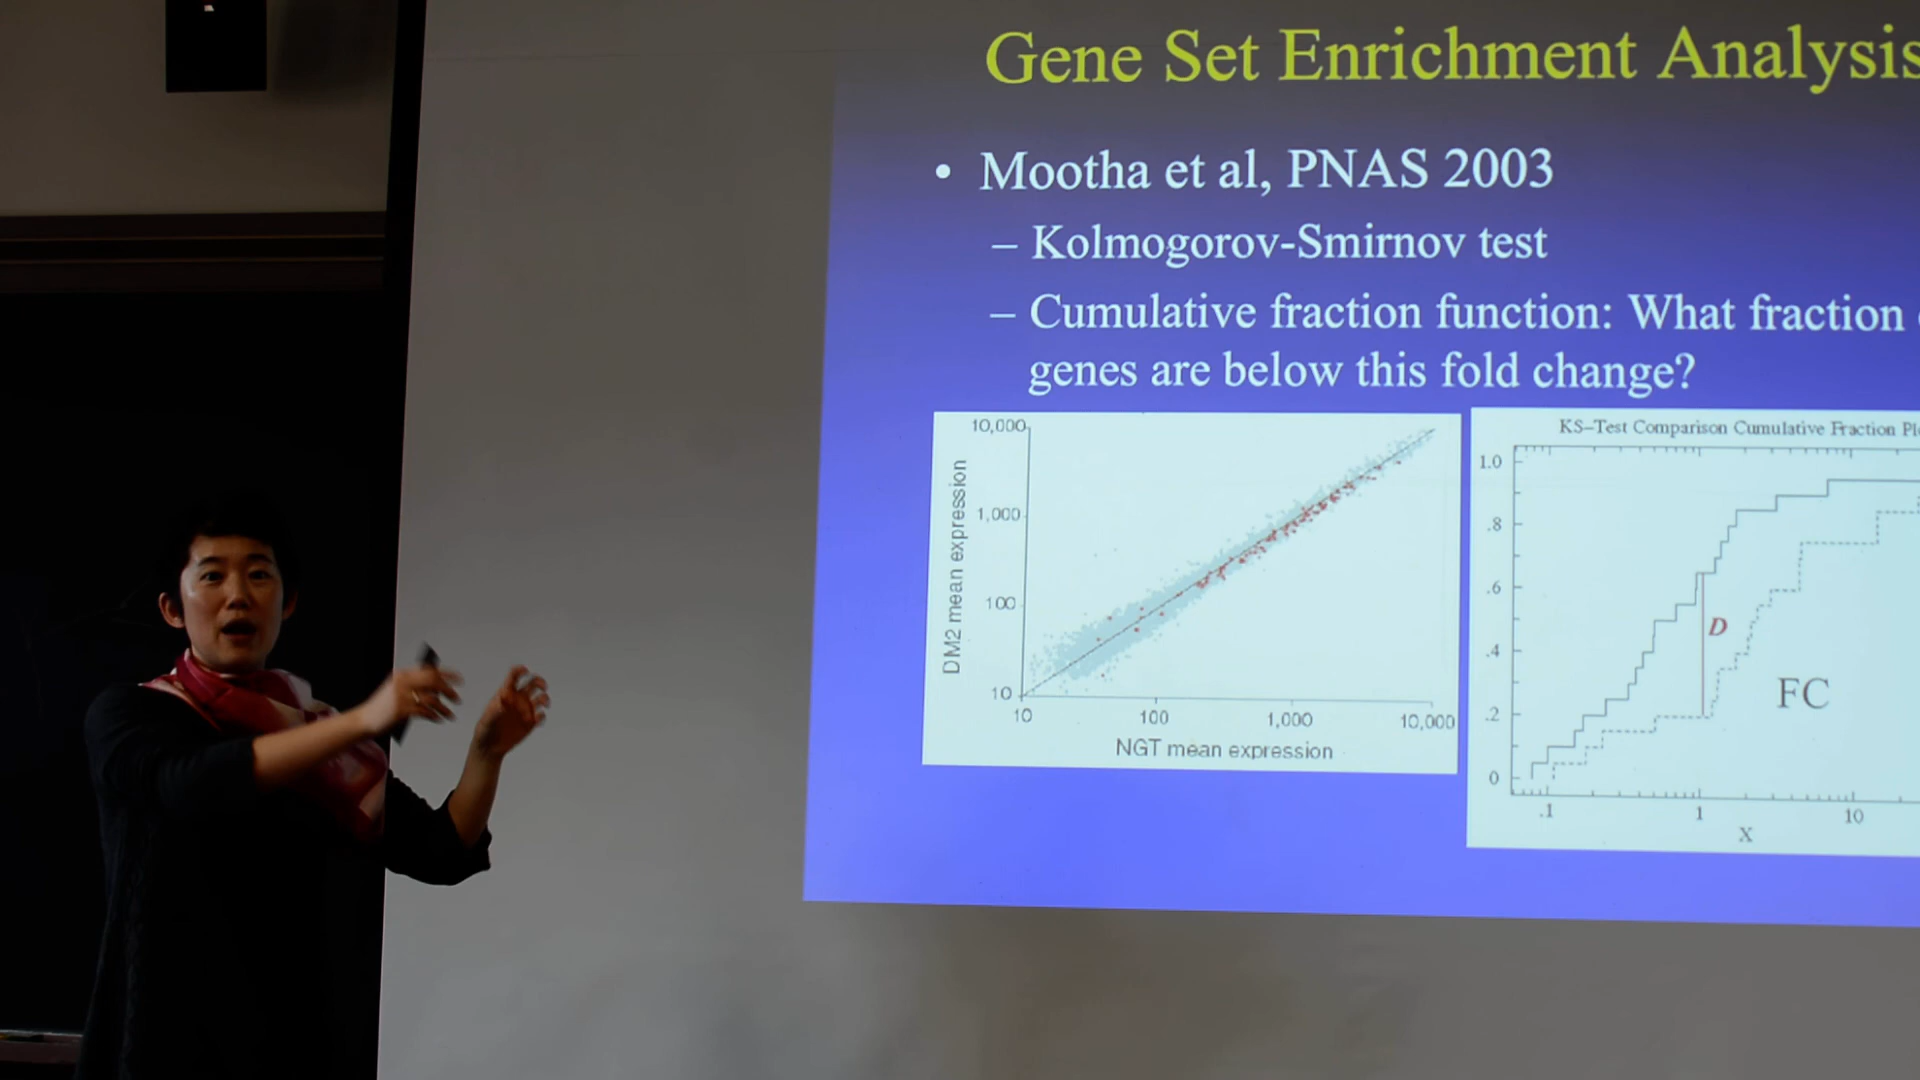 Gene Set Enrichment Analysis
• Mootha et al, PNAS 2003
– Kolmogorov-Smirnov test
– Cumulative fraction function: What fraction
genes are below this fold change?
10,000
1,000
100
10
DM2 mean expression
10 100 1,000 10,000
NGT mean expression
KS–Test Comparison Cumulative Fraction
1.0
.8
.6
.4
.2
0
D
FC
.1 1 10
X